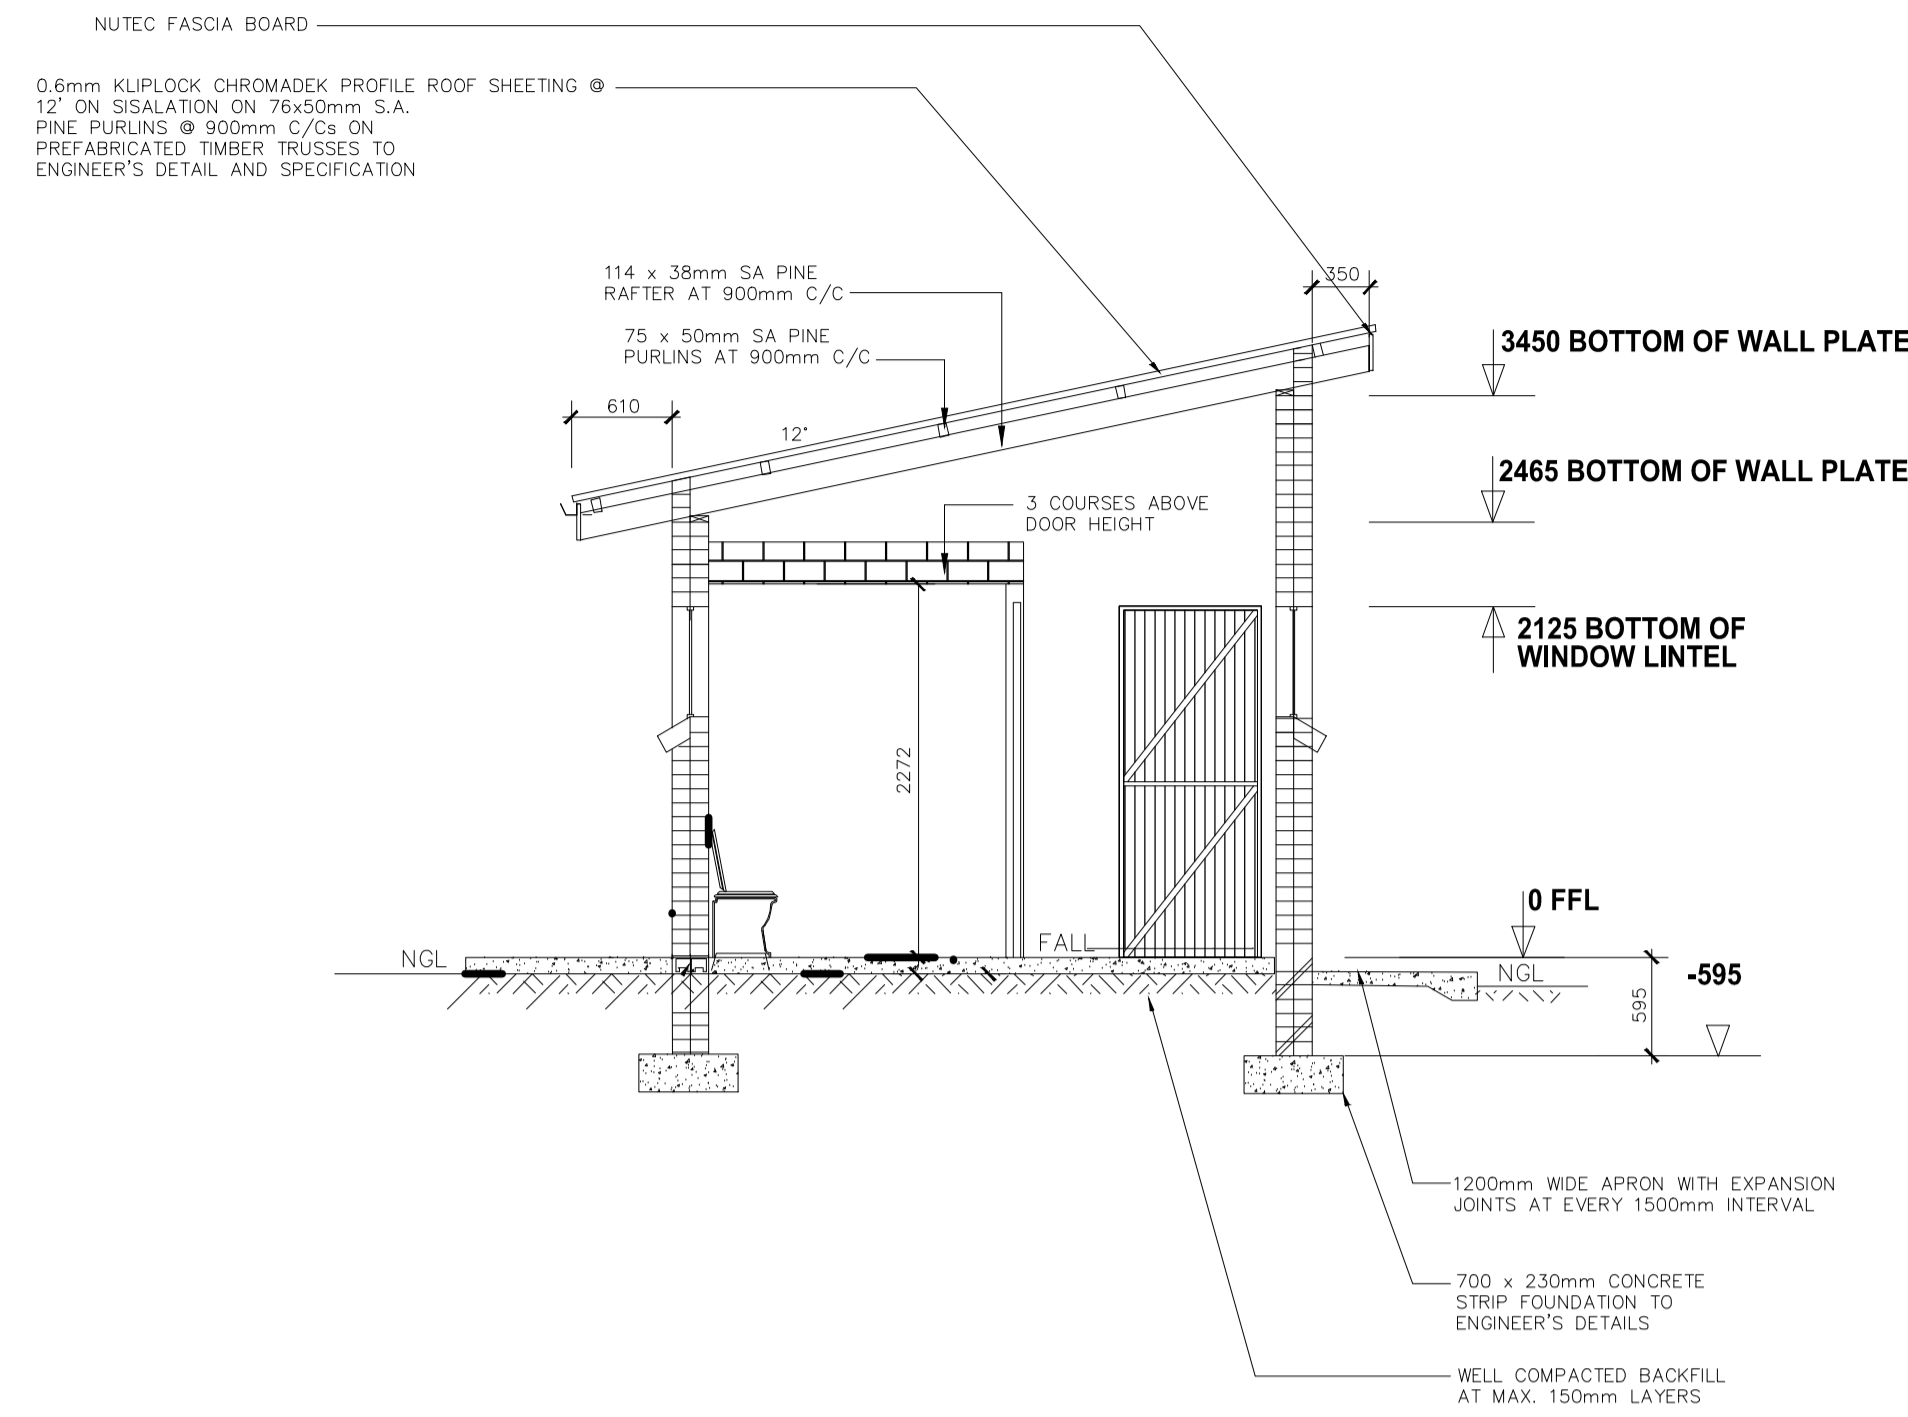 NUTEC FASCIA BOARD
0.6mm KLIPLOCK CHROMADEK PROFILE ROOF SHEETING @
12' ON SISALATION ON 76x50mm S.A.
PINE PURLINS @ 900mm C/Cs ON
PREFABRICATED TIMBER TRUSSES TO
ENGINEER'S DETAIL AND SPECIFICATION
114 x 38mm SA PINE
RAFTER AT 900mm C/C
75 x 50mm SA PINE
PURLINS AT 900mm C/C
350
3450 BOTTOM OF WALL PLATE
610
12°
2465 BOTTOM OF WALL PLATE
3 COURSES ABOVE
DOOR HEIGHT
2125 BOTTOM OF
WINDOW LINTEL
2272
0 FFL
FALL
NGL
NGL
-595
595
1200mm WIDE APRON WITH EXPANSION
JOINTS AT EVERY 1500mm INTERVAL
700 x 230mm CONCRETE
STRIP FOUNDATION TO
ENGINEER'S DETAILS
WELL COMPACTED BACKFILL
AT MAX. 150mm LAYERS